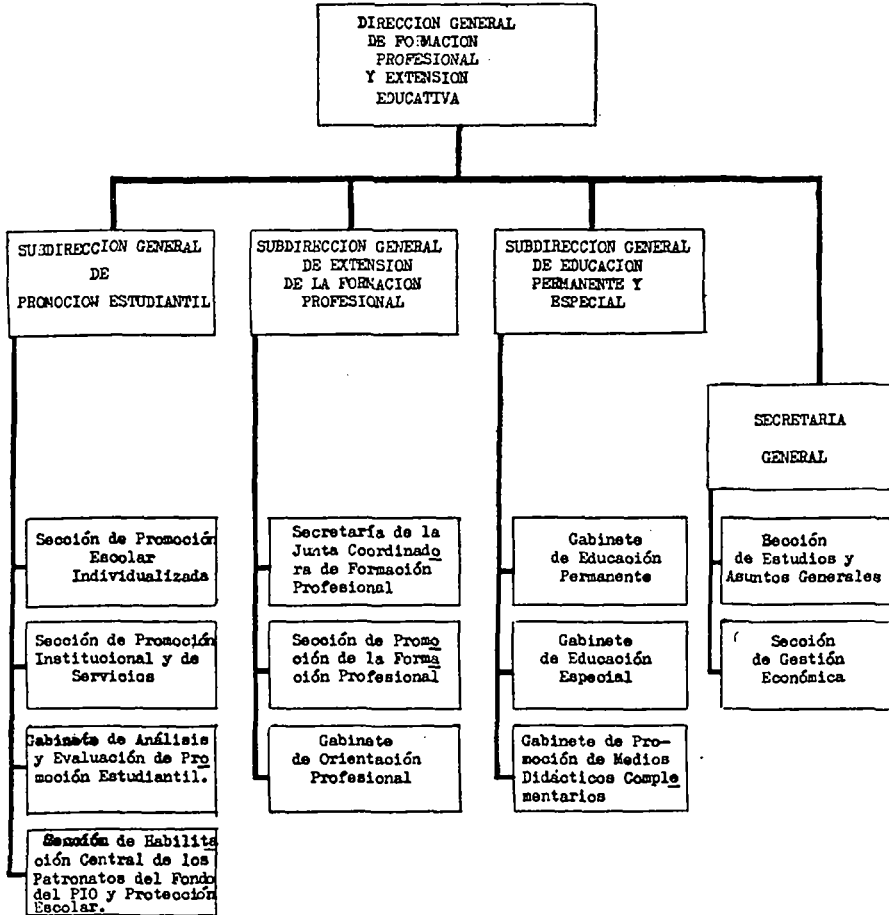 DIRECCION GENERAL
DE FORMACION
PROFESIONAL
Y EXTENSION
EDUCATIVA
SUBDIRECCION GENERAL
DE
PROMOCION ESTUDIANTIL
SUBDIRECCION GENERAL
DE EXTENSION
DE LA FORMACION
PROFESIONAL
SUBDIRECCION GENERAL
DE EDUCACION
PERMANENTE Y
ESPECIAL
SECRETARIA
GENERAL
Sección de Promoción
Escolar
Individualizada
Sección de Promoción
Institucional y de
Servicios
Gabinete de Análisis
y Evaluación de Pro
moción Estudiantil.
Sección de Habilita
ción Central de los
Patronatos del Fondo
del PIO y Protección
Escolar.
Secretaría de la
Junta Coordinado
ra de Formación
Profesional
Sección de Promo
ción de la Forma
ción Profesional
Gabinete
de Orientación
Profesional
Gabinete
de Educación
Permanente
Gabinete
de Educación
Especial
Gabinete de Pro-
moción de Medios
Didácticos Comple
mentarios
Sección
de Estudios y
Asuntos Generales
Sección
de Gestión
Económica